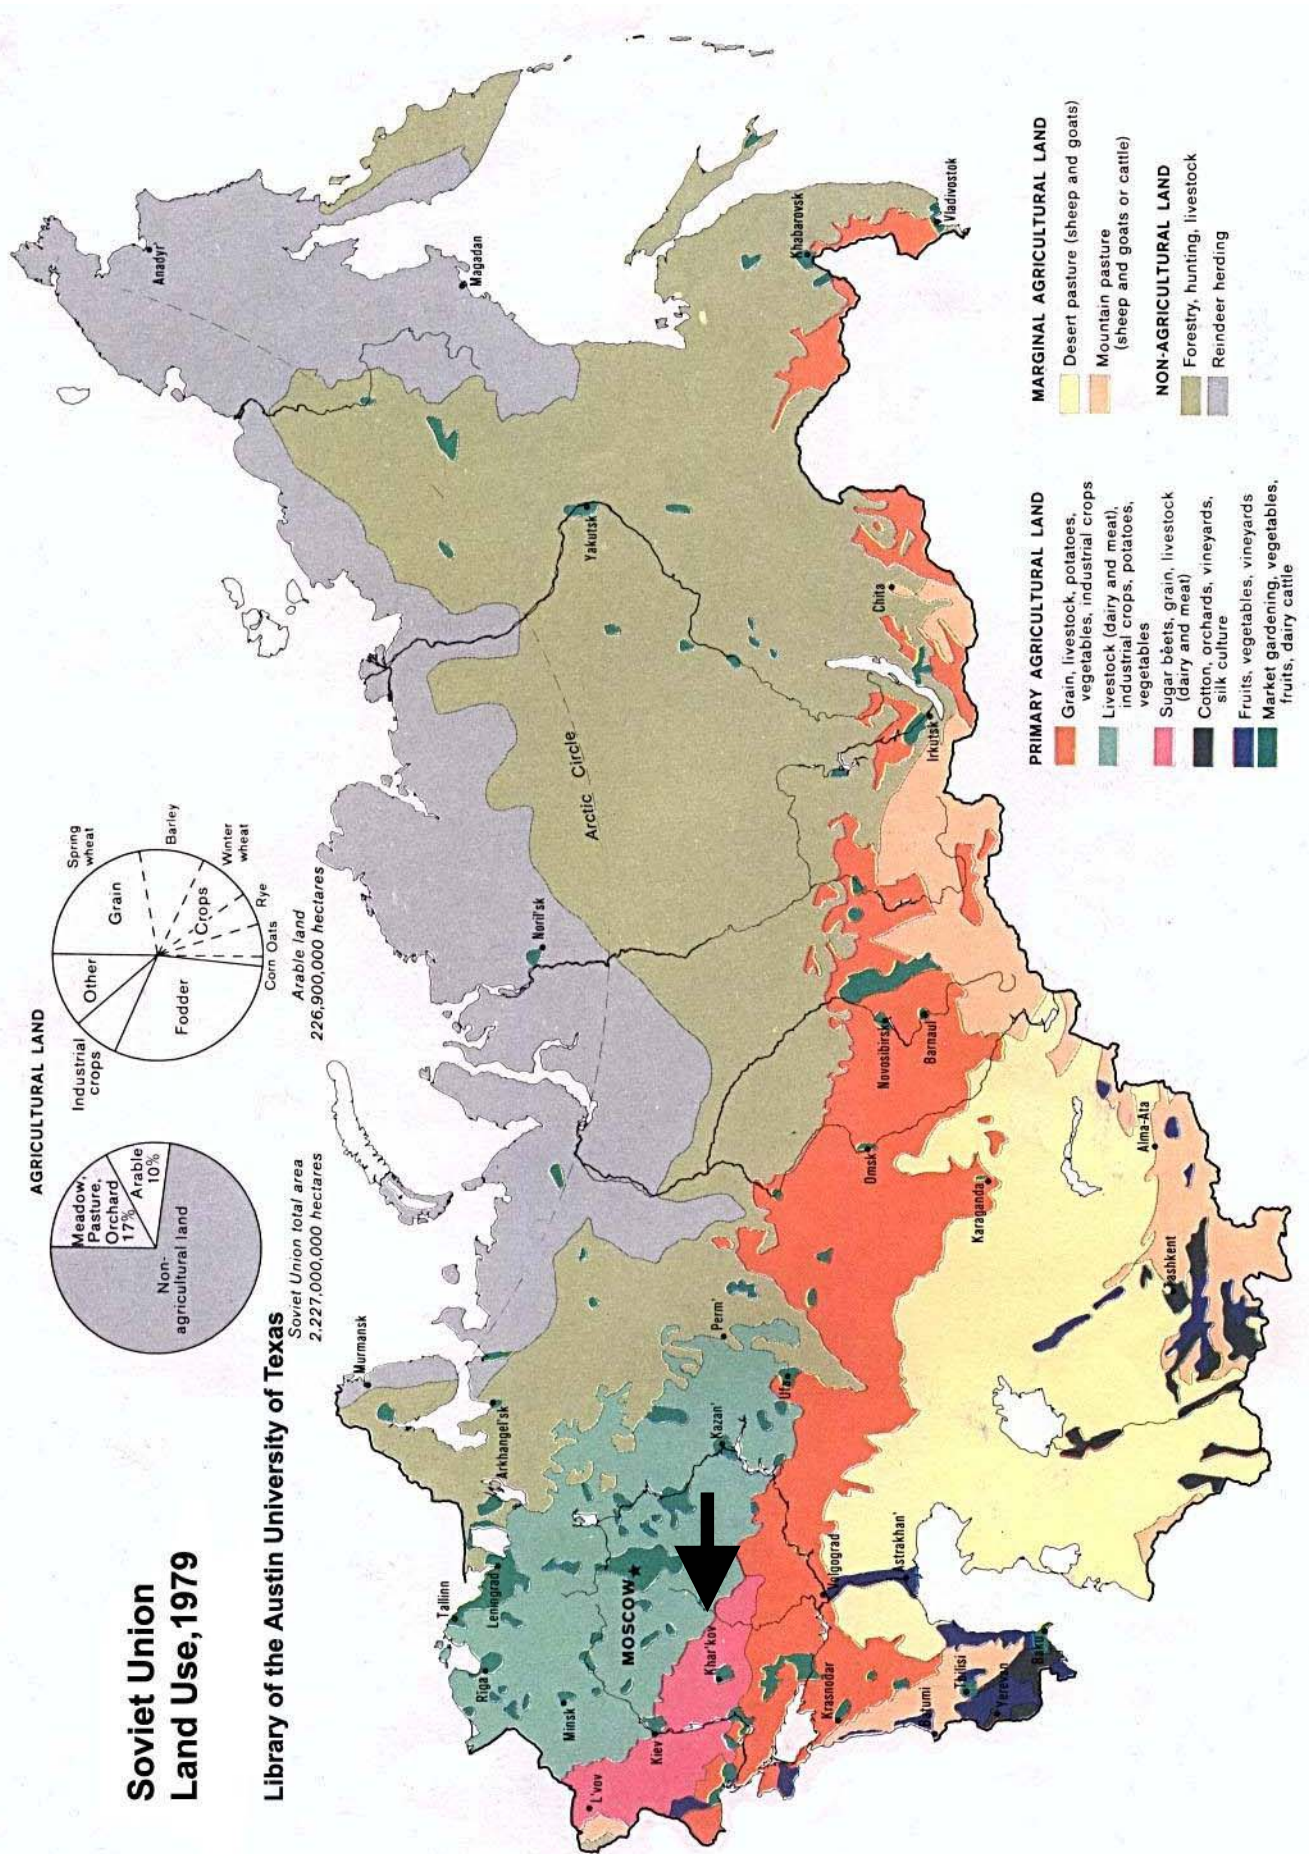 Soviet Union
Land Use,1979
Library of the Austin University of Texas
AGRICULTURAL LAND
Meadow,
Pasture,
Orchard
17%
Arable
10%
Non-
agricultural land
Soviet Union total area
2,227,000,000 hectares
Industrial
crops
Other
Grain
Crops
Fodder
Spring
wheat
Barley
Winter
wheat
Rye
Oats
Corn
Arable land
226,900,000 hectares
Murmansk
Arkhangel'sk
Tallinn
Leningrad
Riga
Minsk
MOSCOW
L'vov
Kiev
Khar'kov
Kazan'
Perm'
Ufa
Volgograd
Astrakhan'
Krasnodar
Batumi
Tbilisi
Yerevan
Baku
Noril'sk
Arctic Circle
Omsk
Novosibirsk
Barnaul
Karaganda
Alma-Ata
Tashkent
Irkutsk
Chita
Yakutsk
Anadyr'
Magadan
Khabarovsk
Vladivostok
PRIMARY AGRICULTURAL LAND
Grain, livestock, potatoes,
vegetables, industrial crops
Livestock (dairy and meat),
industrial crops, potatoes,
vegetables
Sugar beets, grain, livestock
(dairy and meat)
Cotton, orchards, vineyards,
silk culture
Fruits, vegetables, vineyards
Market gardening, vegetables,
fruits, dairy cattle
MARGINAL AGRICULTURAL LAND
Desert pasture (sheep and goats)
Mountain pasture
(sheep and goats or cattle)
NON-AGRICULTURAL LAND
Forestry, hunting, livestock
Reindeer herding